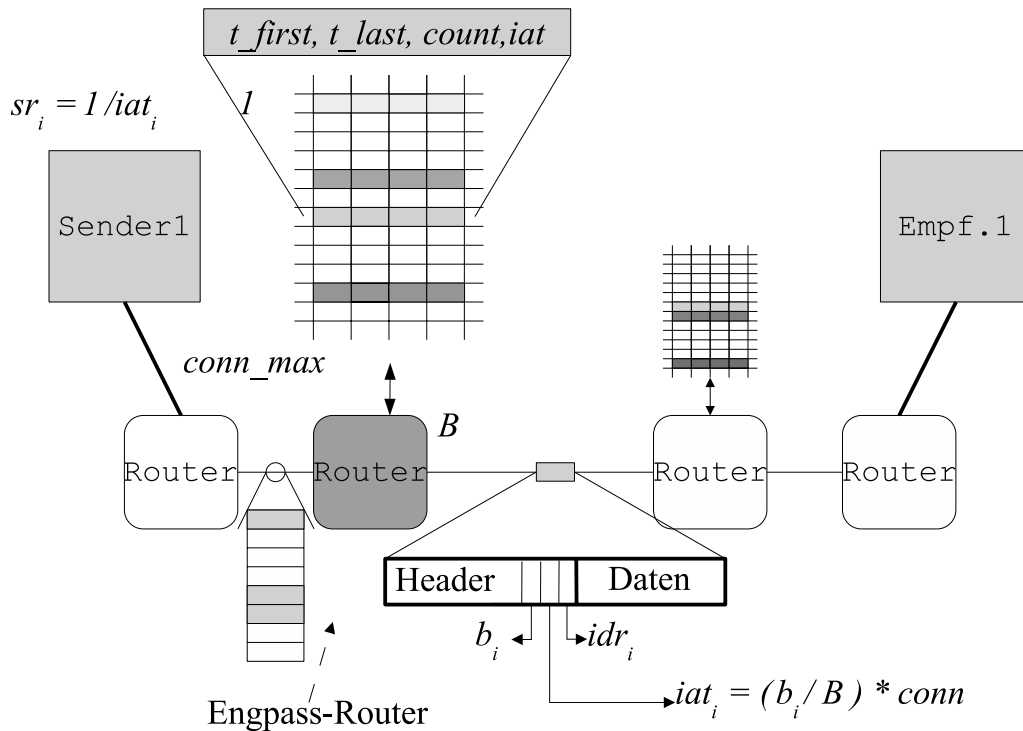 t_first, t_last, count,iat
1
sr_i = 1/iat_i
Sender1
Empf.1
conn_max
B
Router
Router
Router
Router
Header
Daten
b_i
idr_i
iat_i = (b_i / B ) * conn
Engpass-Router